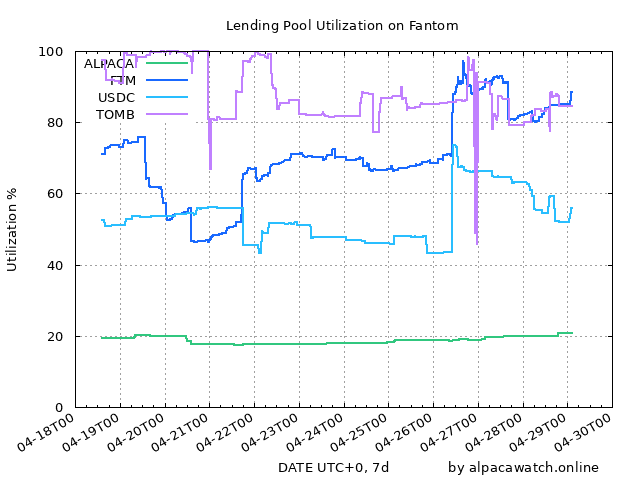 Lending Pool Utilization on Fantom
Utilization %
100
80
60
40
20
0
ALPACA
FTM
USDC
TOMB
04-18T00
04-19T00
04-20T00
04-21T00
04-22T00
04-23T00
04-24T00
04-25T00
04-26T00
04-27T00
04-28T00
04-29T00
04-30T00
DATE UTC+0, 7d
by alpacawatch.online